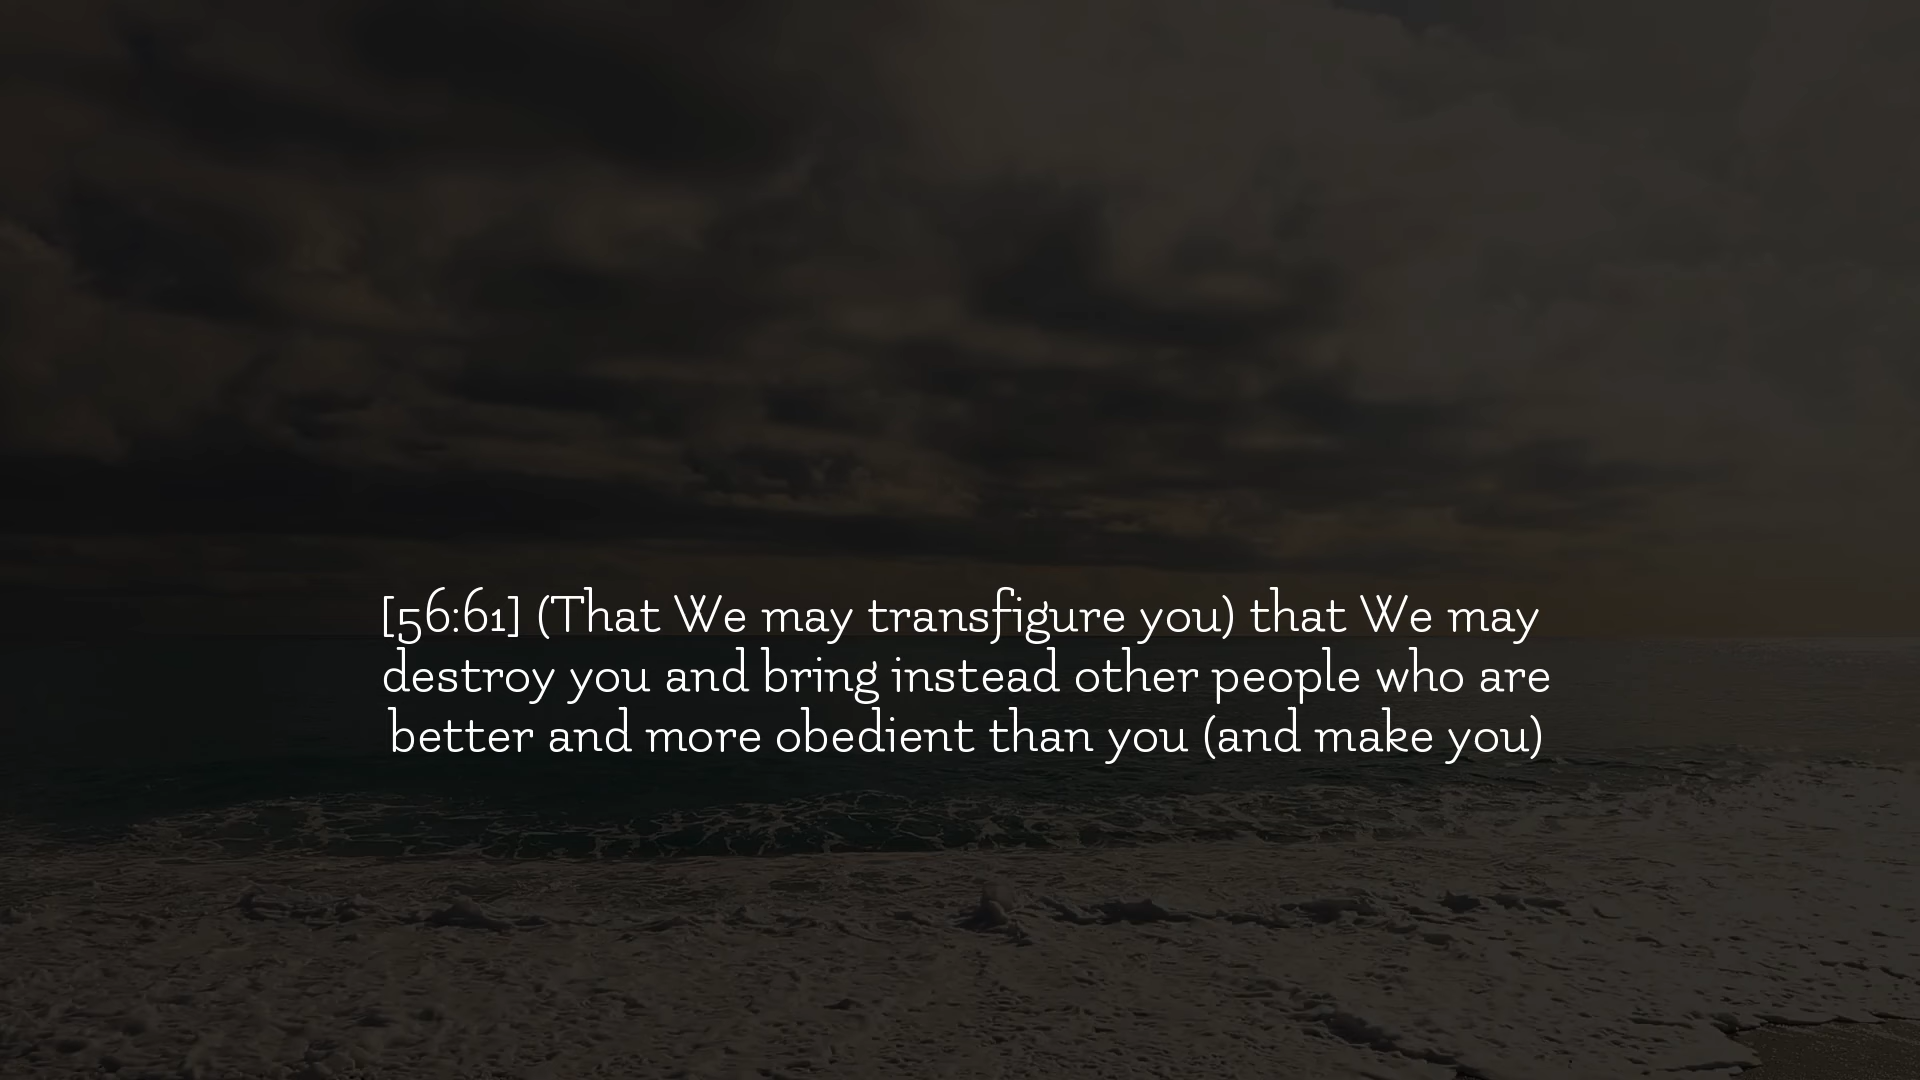 [56:61] (That We may transfigure you) that We may
destroy you and bring instead other people who are
better and more obedient than you (and make you)